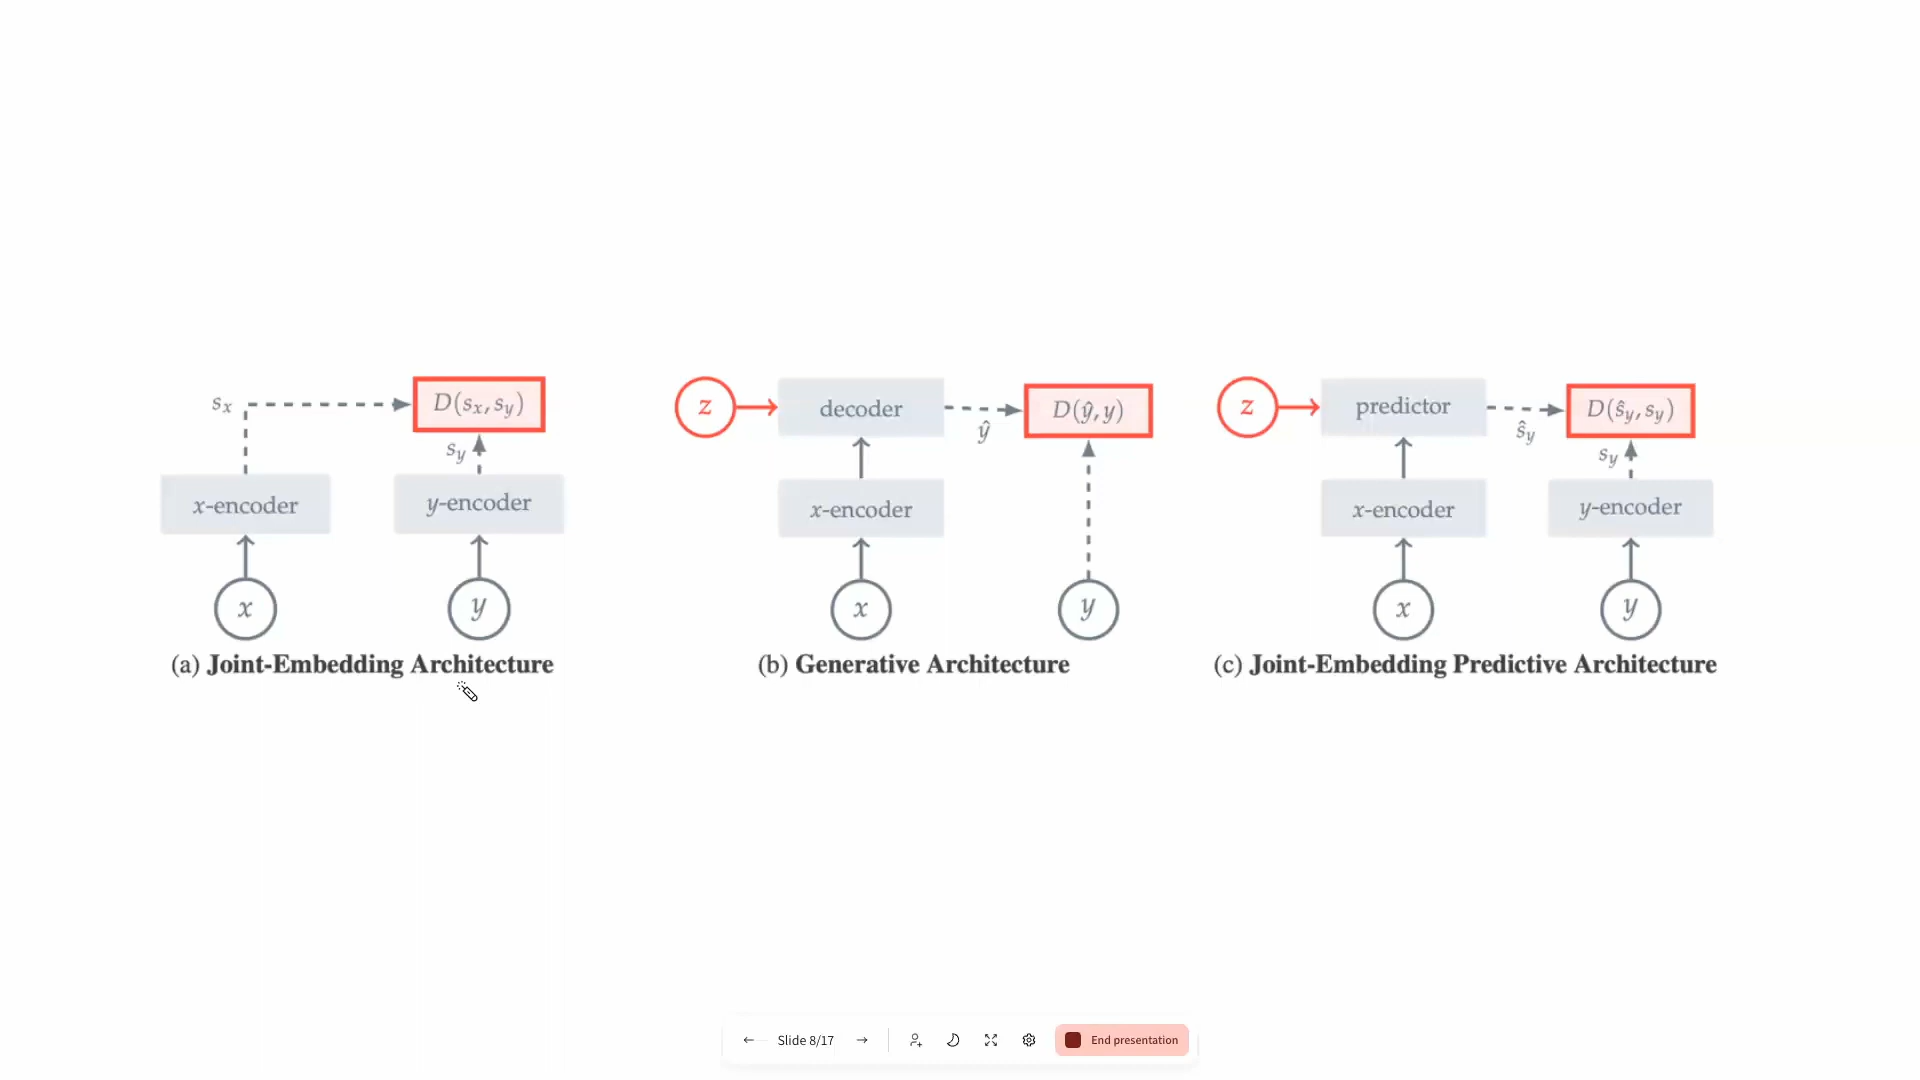 s_x
D(s_x, s_y)
s_y
x-encoder
y-encoder
x
y
(a) Joint-Embedding Architecture
z
decoder
ŷ
D(ŷ, y)
x-encoder
x
y
(b) Generative Architecture
z
predictor
ŝ_y
D(ŝ_y, s_y)
s_y
x-encoder
y-encoder
x
y
(c) Joint-Embedding Predictive Architecture
Slide 8/17
End presentation